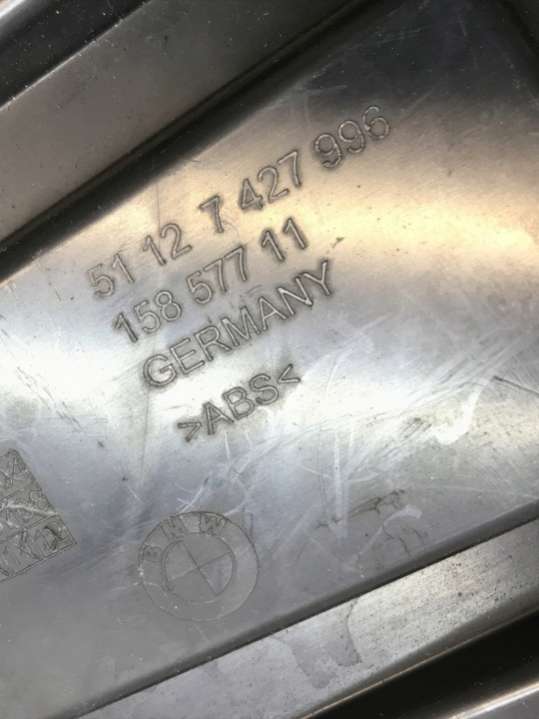 51 12 7 427 996
158 577 11
GERMANY
>ABS<
BMW